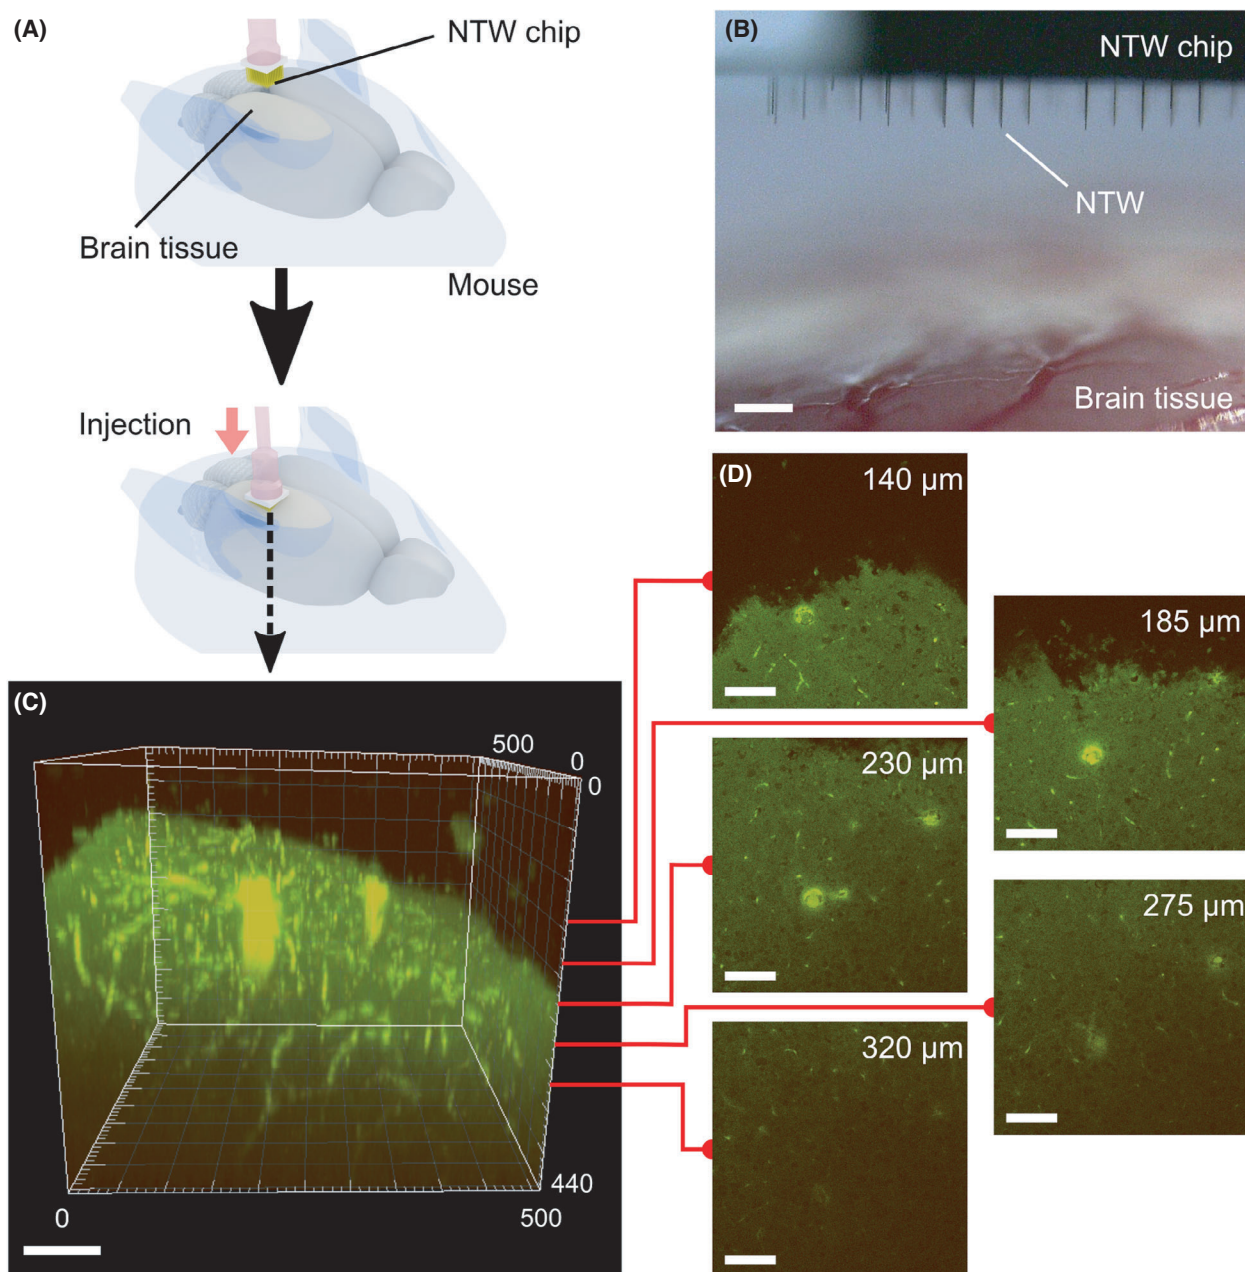 (A)
NTW chip
Brain tissue
Mouse
Injection
(B)
NTW chip
NTW
Brain tissue
(C)
500
0
0
440
0
500
(D)
140 µm
185 µm
230 µm
275 µm
320 µm